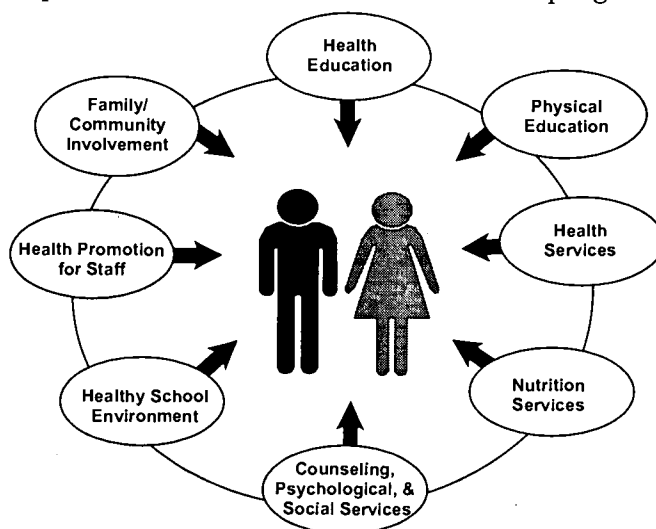 Health
Education
Family/
Community
Involvement
Physical
Education
Health Promotion
for Staff
Health
Services
Healthy School
Environment
Nutrition
Services
Counseling,
Psychological, &
Social Services